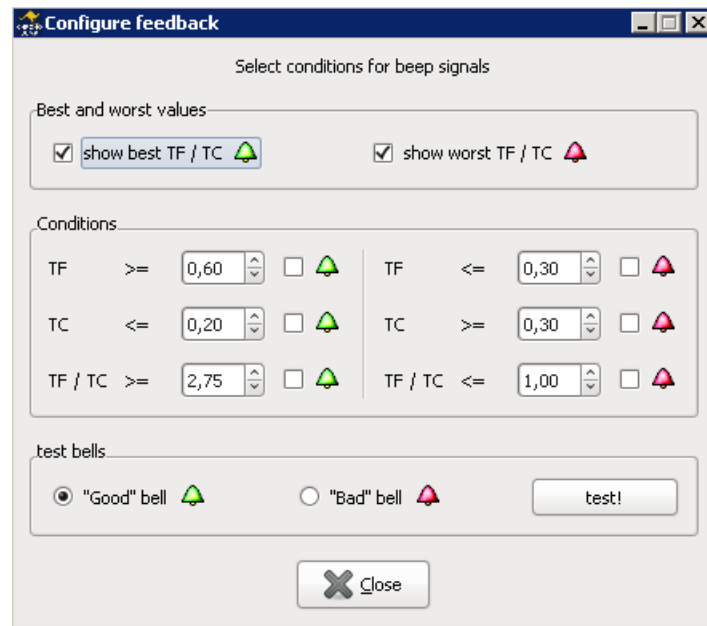 Configure feedback
Select conditions for beep signals
Best and worst values
show best TF / TC show worst TF / TC
Conditions
TF >= 0,60 TF <= 0,30
TC <= 0,20 TC >= 0,30
TF / TC >= 2,75 TF / TC <= 1,00
test bells
"Good" bell "Bad" bell test!
Close